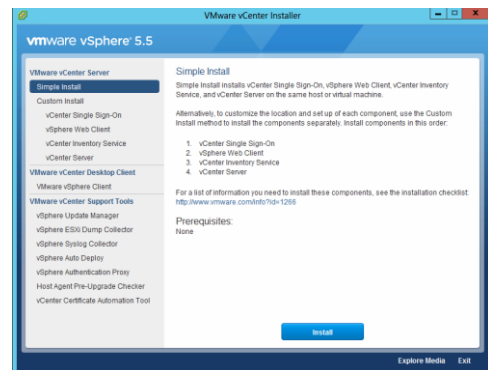 VMware vCenter Installer
vmware vSphere 5.5
VMware vCenter Server
Simple Install
Custom Install
vCenter Single Sign-On
vSphere Web Client
vCenter Inventory Service
vCenter Server
VMware vCenter Desktop Client
VMware vSphere Client
VMware vCenter Support Tools
vSphere Update Manager
vSphere ESXi Dump Collector
vSphere Syslog Collector
vSphere Auto Deploy
vSphere Authentication Proxy
Host Agent Pre-Upgrade Checker
vCenter Certificate Automation Tool
Simple Install
Simple Install installs vCenter Single Sign-On, vSphere Web Client, vCenter Inventory
Service, and vCenter Server on the same host or virtual machine.
Alternatively, to customize the location and set up of each component, use the Custom
Install method to install the components separately. Install components in this order:
1. vCenter Single Sign-On
2. vSphere Web Client
3. vCenter Inventory Service
4. vCenter Server
For a list of information you need to install these components, see the installation checklist:
http://www.vmware.com/info?id=1266
Prerequisites:
None
Install
Explore Media Exit